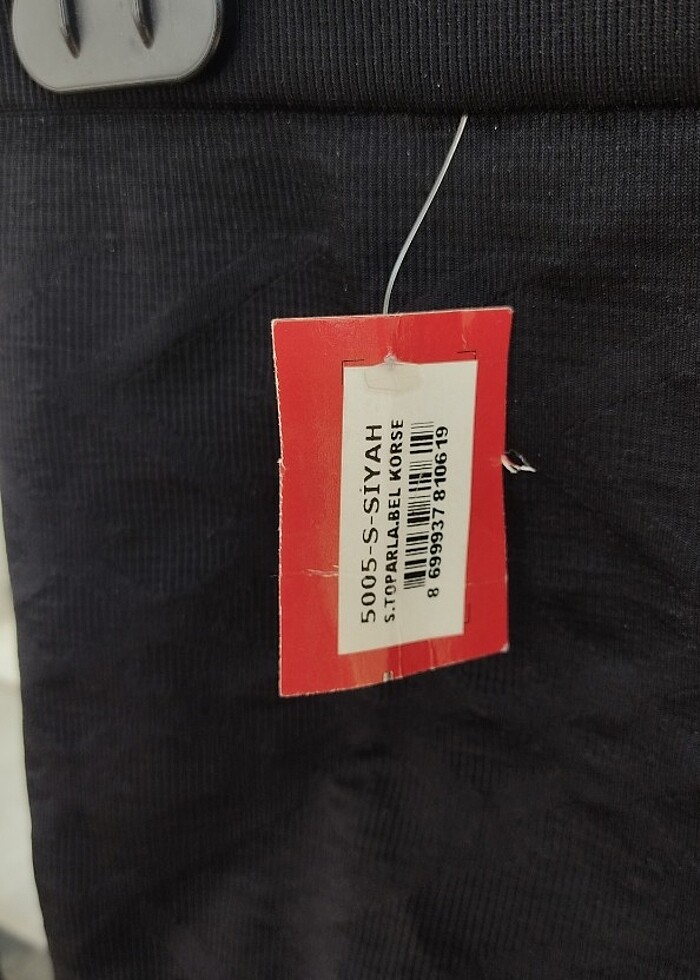 5005-S-SİYAH
S.TOPARLA.BEL KORSE
8 699937 810619